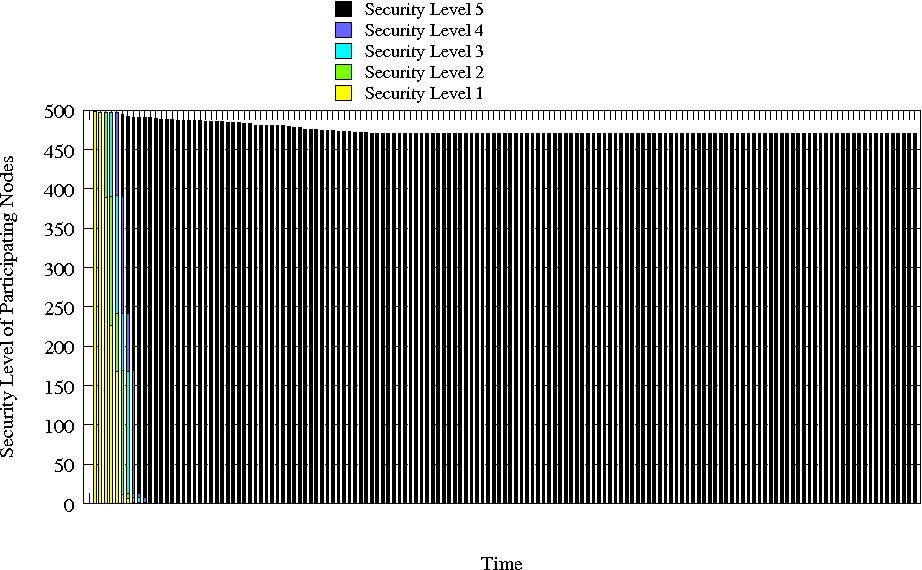 Security Level 5
Security Level 4
Security Level 3
Security Level 2
Security Level 1
500
450
400
350
300
250
200
150
100
50
0
Security Level of Participating Nodes
Time